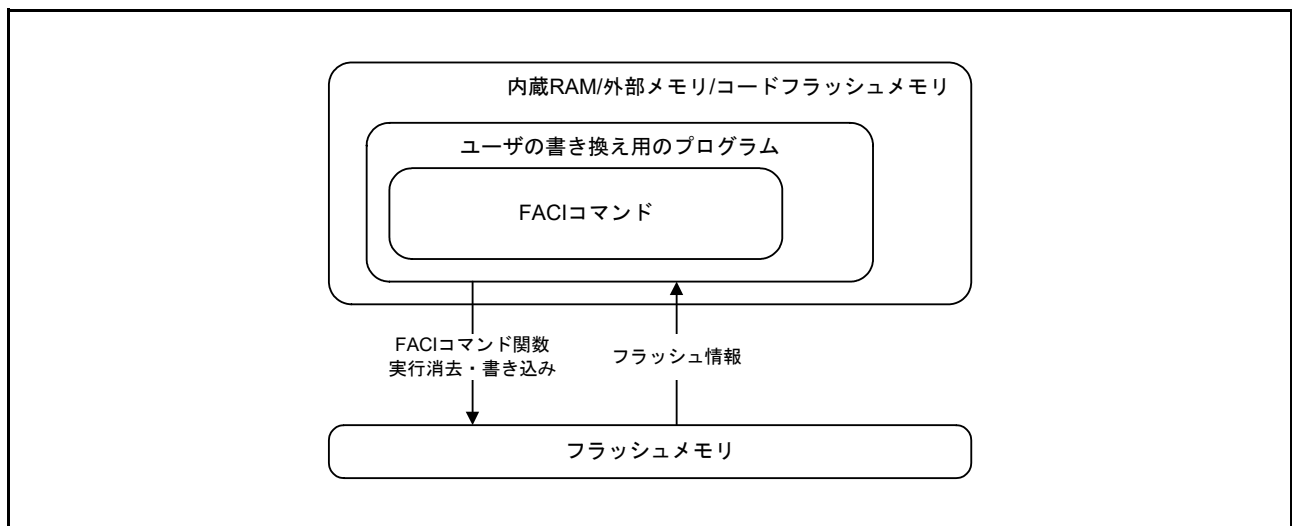 内蔵RAM/外部メモリ/コードフラッシュメモリ
ユーザの書き換え用のプログラム
FACIコマンド
FACIコマンド関数
実行消去・書き込み
フラッシュ情報
フラッシュメモリ